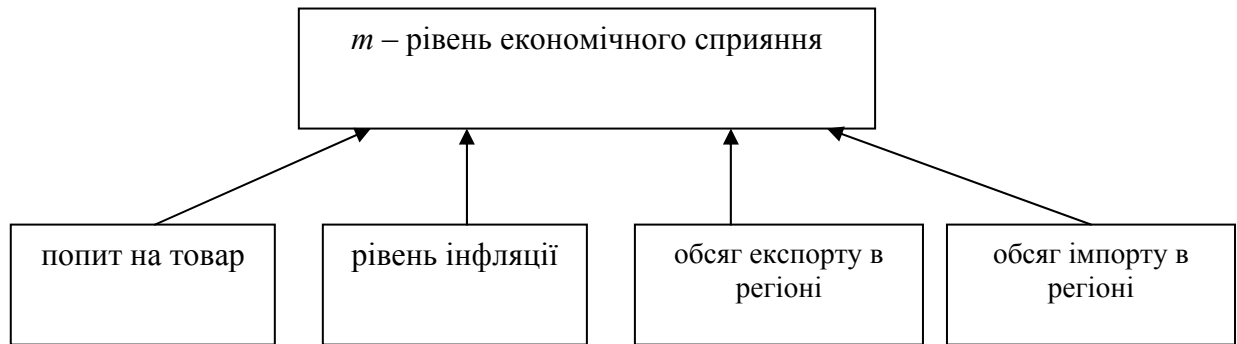 m – рівень економічного сприяння
попит на товар
рівень інфляції
обсяг експорту в
регіоні
обсяг імпорту в
регіоні